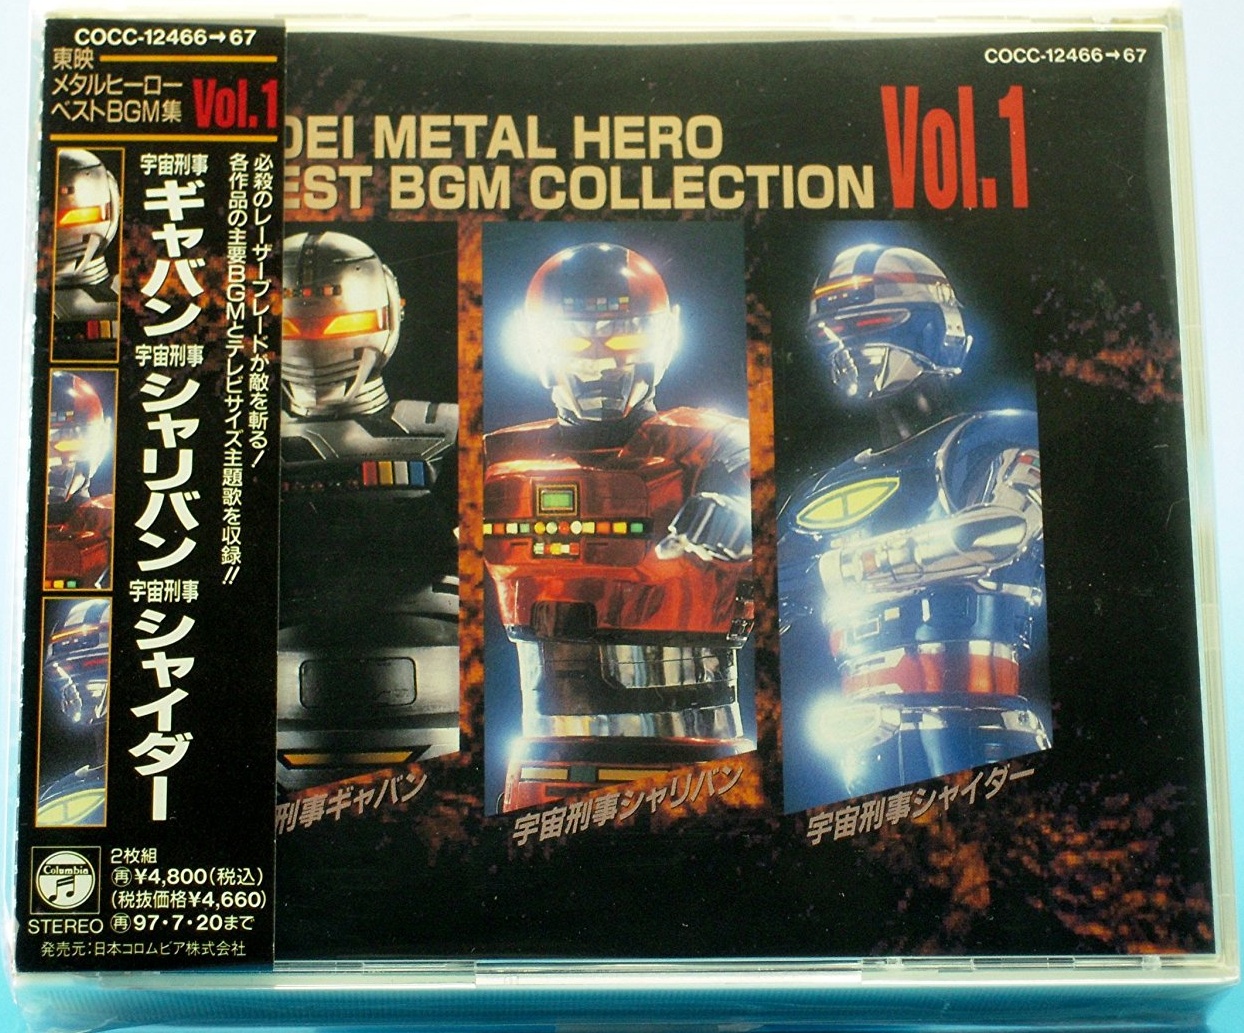 COCC-12466→67
東映
メタルヒーロー
ベストBGM集
Vol.1
必殺のレーザーブレードが敵を斬る!
各作品の主要BGMとテレビサイズ主題歌を収録!!
宇宙刑事
ギャバン
宇宙刑事
シャリバン
宇宙刑事
シャイダー
Columbia
STEREO
2枚組
再¥4,800(税込)
(税抜価格¥4,660)
再97・7・20まで
発売元:日本コロムビア株式会社
COCC-12466→67
OEI METAL HERO
EST BGM COLLECTION
Vol.1
刑事ギャバン
宇宙刑事シャリバン
宇宙刑事シャイダー